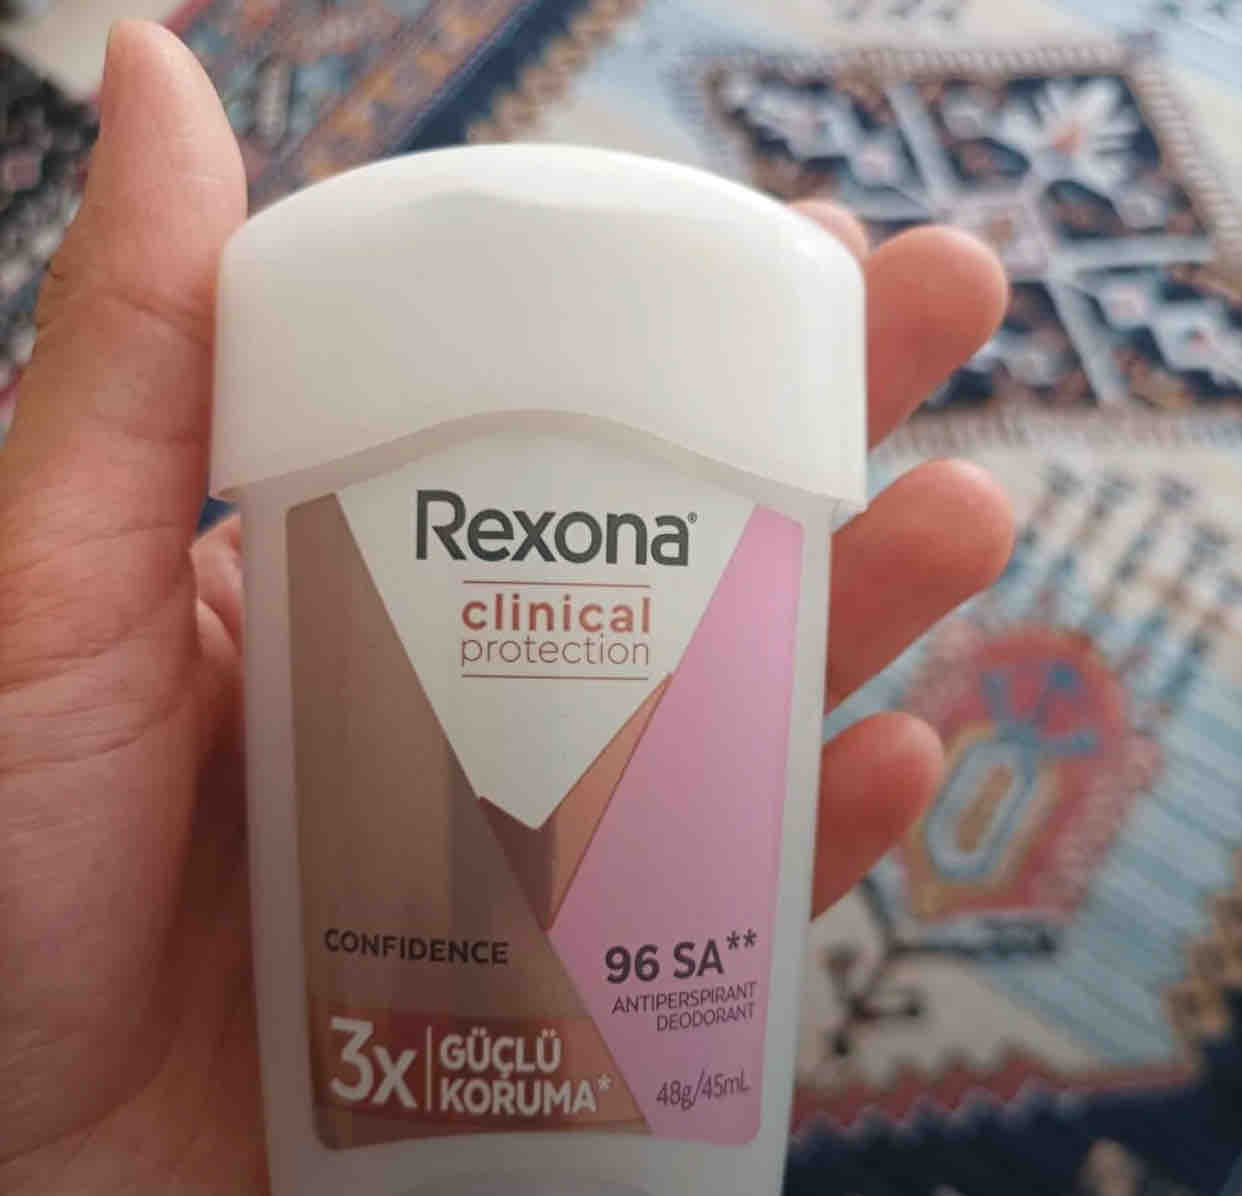 Rexona®
clinical
protection
CONFIDENCE
3x
GÜÇLÜ
KORUMA*
96 SA**
ANTIPERSPIRANT
DEODORANT
48g/45mL